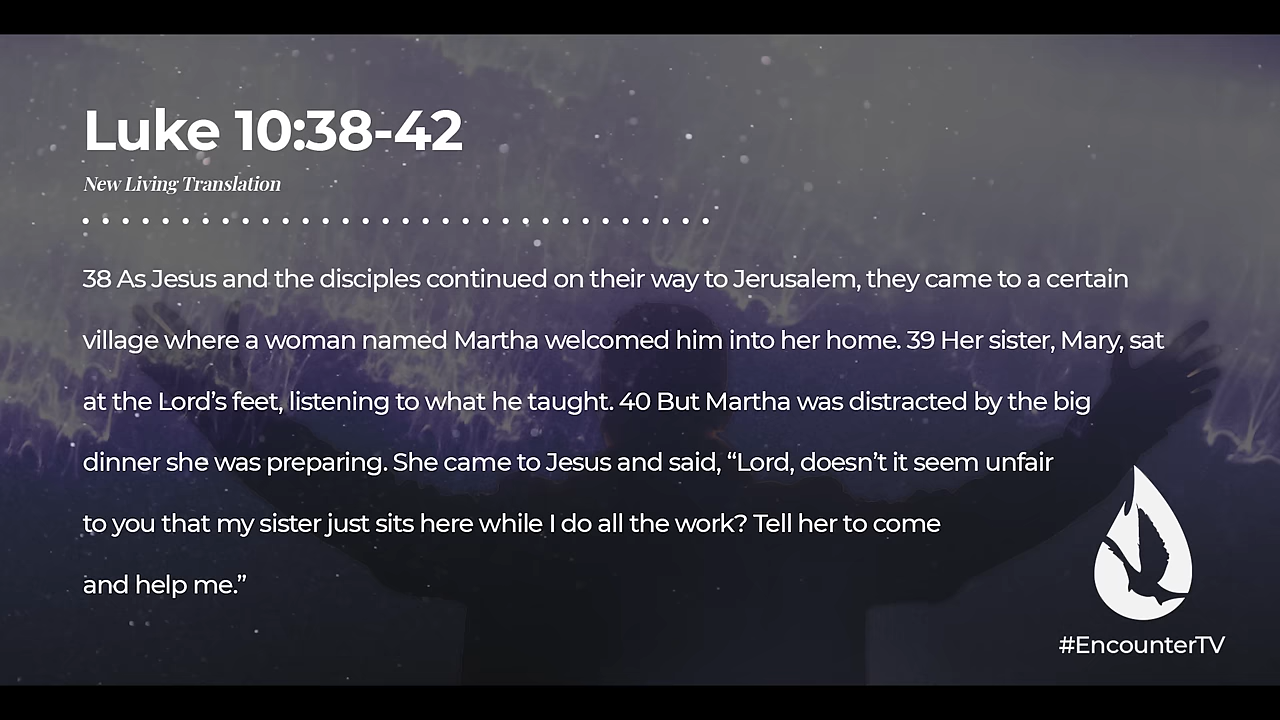 Luke 10:38-42
New Living Translation
38 As Jesus and the disciples continued on their way to Jerusalem, they came to a certain
village where a woman named Martha welcomed him into her home. 39 Her sister, Mary, sat
at the Lord’s feet, listening to what he taught. 40 But Martha was distracted by the big
dinner she was preparing. She came to Jesus and said, “Lord, doesn’t it seem unfair
to you that my sister just sits here while I do all the work? Tell her to come
and help me.”
#EncounterTV